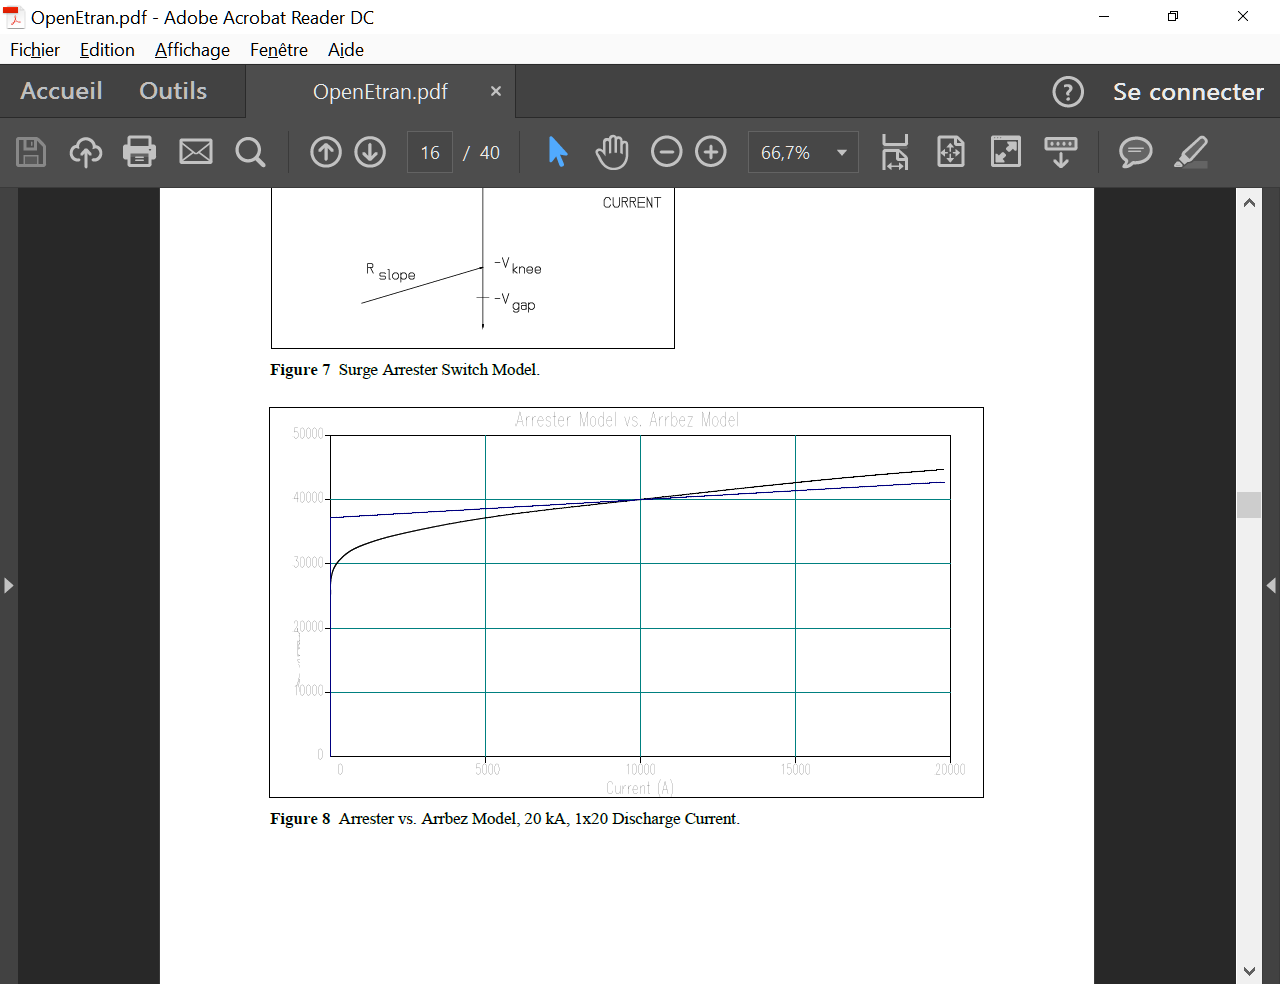 OpenEtran.pdf - Adobe Acrobat Reader DC
Fichier Edition Affichage Fenêtre Aide
Accueil Outils OpenEtran.pdf × ? Se connecter
16 / 40 66,7%
CURRENT
-V knee
R slope
-V gap
Figure 7 Surge Arrester Switch Model.
Arrester Model vs. Arrbez Model
50000
40000
30000
20000
10000
0
0 5000 10000 15000 20000
Current (A)
Figure 8 Arrester vs. Arrbez Model, 20 kA, 1x20 Discharge Current.